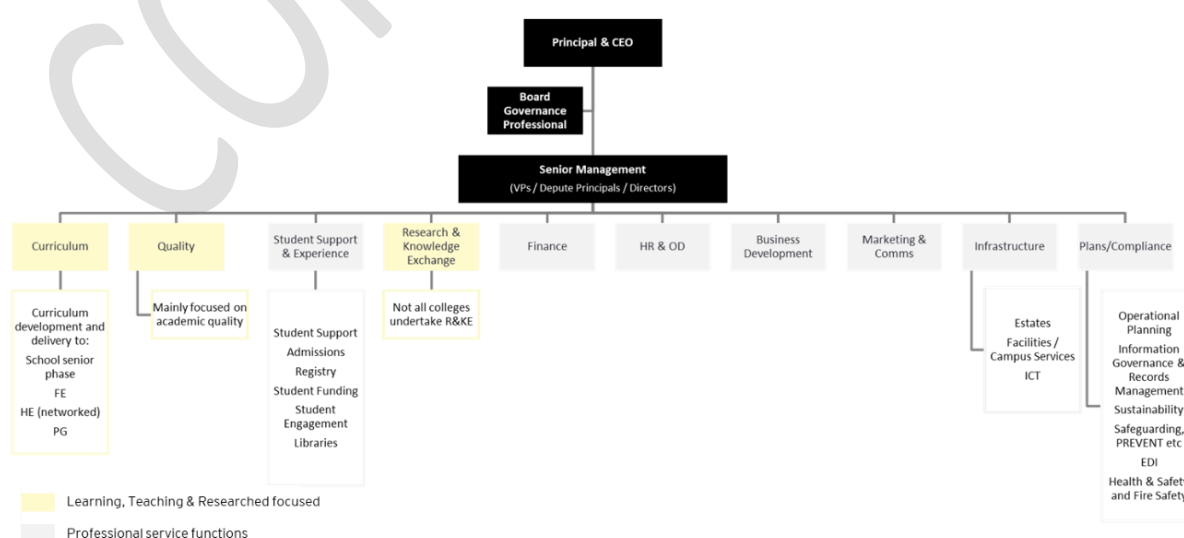 Principal & CEO
Board
Governance
Professional
Senior Management
(VPs / Depute Principals / Directors)
Curriculum
Quality
Student Support
& Experience
Research &
Knowledge
Exchange
Finance
HR & OD
Business
Development
Marketing &
Comms
Infrastructure
Plans/Compliance
Curriculum
development and
delivery to:
School senior
phase
FE
HE (networked)
PG
Mainly focused on
academic quality
Student Support
Admissions
Registry
Student Funding
Student
Engagement
Libraries
Not all colleges
undertake R&KE
Estates
Facilities /
Campus Services
ICT
Operational
Planning
Information
Governance &
Records
Management
Sustainability
Safeguarding,
PREVENT etc
EDI
Health & Safet
and Fire Safety
Learning, Teaching & Researched focused
Professional service functions